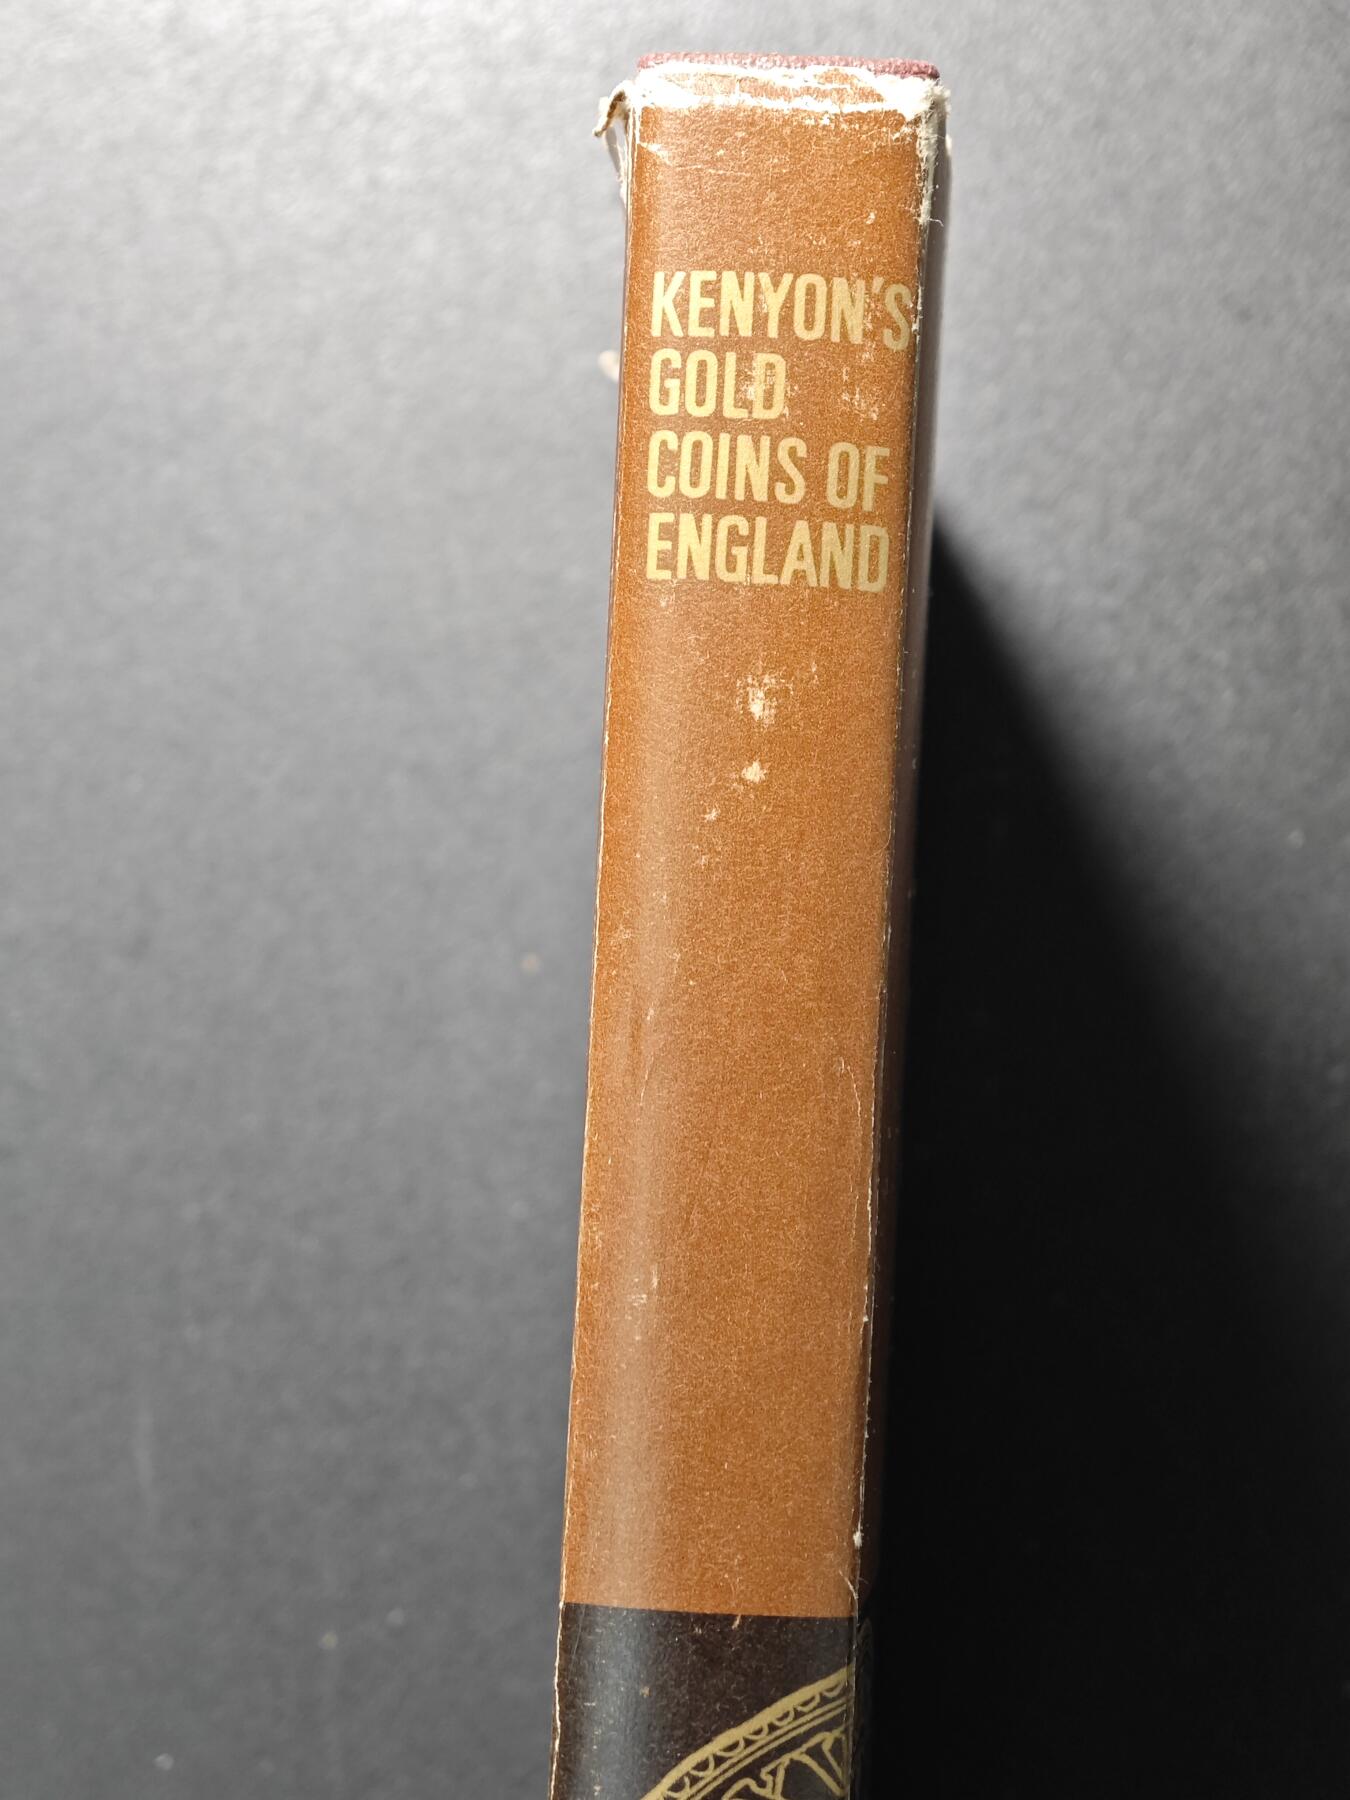 KENYON'S
GOLD
COINS OF
ENGLAND